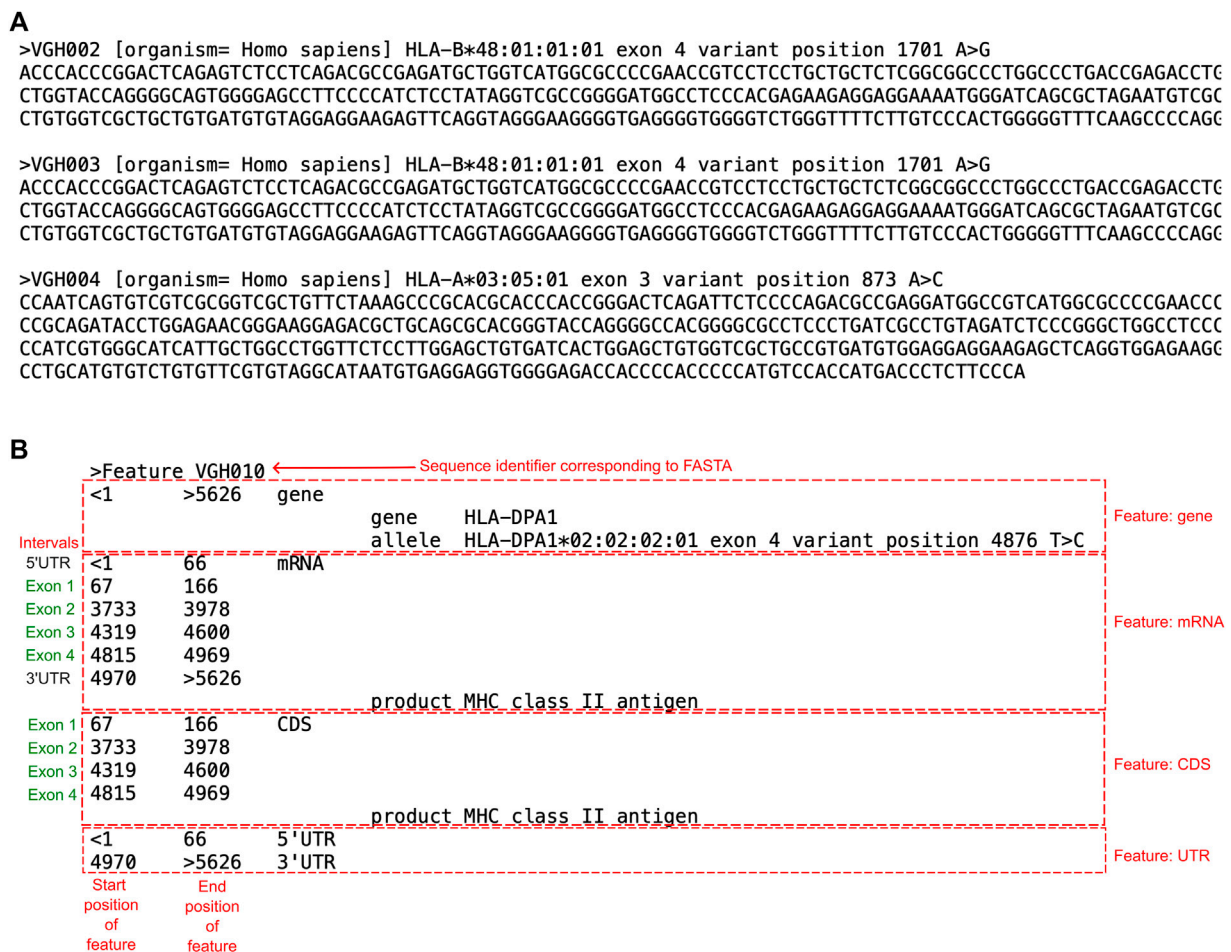 A
>VGH002 [organism= Homo sapiens] HLA-B*48:01:01:01 exon 4 variant position 1701 A>G
ACCCACCCGGACTCAGAGTCTCCTCAGACGCCGAGATGCTGGTCATGGCGCCCCGAACCGTCCTCCTGCTGCTCTCGGCGGCCCTGGCCCTGACCGAGACCTG
CTGGTACCAGGGGCAGTGGGGAGCCTTCCCCATCTCCTATAGGTCGCCGGGGATGGCCTCCCACGAGAAGAGGAGGAAAATGGGATCAGCGCTAGAATGTCGC
CTGTGGTCGCTGCTGTGATGTGTAGGAGGAAGAGTTCAGGTAGGGAAGGGGTGAGGGGTGGGGTCTGGGTTTTCTTGTCCCACTGGGGGTTTCAAGCCCCAGG
>VGH003 [organism= Homo sapiens] HLA-B*48:01:01:01 exon 4 variant position 1701 A>G
ACCCACCCGGACTCAGAGTCTCCTCAGACGCCGAGATGCTGGTCATGGCGCCCCGAACCGTCCTCCTGCTGCTCTCGGCGGCCCTGGCCCTGACCGAGACCTG
CTGGTACCAGGGGCAGTGGGGAGCCTTCCCCATCTCCTATAGGTCGCCGGGGATGGCCTCCCACGAGAAGAGGAGGAAAATGGGATCAGCGCTAGAATGTCGC
CTGTGGTCGCTGCTGTGATGTGTAGGAGGAAGAGTTCAGGTAGGGAAGGGGTGAGGGGTGGGGTCTGGGTTTTCTTGTCCCACTGGGGGTTTCAAGCCCCAGG
>VGH004 [organism= Homo sapiens] HLA-A*03:05:01 exon 3 variant position 873 A>C
CCAATCAGTGTCGTCGCGGTCGCTGTTCTAAAGCCCGCACGCACCCACCGGGACTCAGATTCTCCCCAGACGCCGAGGATGGCCGTCATGGCGCCCCGAACCC
CCGCAGATACCTGGAGAACGGGAAGGAGACGCTGCAGCGCACGGGTACCAGGGGCCACGGGGCGCCTCCCTGATCGCCTGTAGATCTCCCGGGCTGGCCTCCC
CCATCGTGGGCATCATTGCTGGCCTGGTTCTCCTTGGAGCTGTGATCACTGGAGCTGTGGTCGCTGCCGTGATGTGGAGGAGGAAGAGCTCAGGTGGAGAAGG
CCTGCATGTGTCTGTGTTCGTGTAGGCATAATGTGAGGAGGTGGGGAGACCACCCCACCCCCATGTCCACCATGACCCTCTTCCCA
B
>Feature VGH010 Sequence identifier corresponding to FASTA
<1 >5626 gene
gene HLA-DPA1 Feature: gene
allele HLA-DPA1*02:02:02:01 exon 4 variant position 4876 T>C
Intervals
5'UTR <1 66 mRNA
Exon 1 67 166
Exon 2 3733 3978
Exon 3 4319 4600 Feature: mRNA
Exon 4 4815 4969
3'UTR 4970 >5626
product MHC class II antigen
Exon 1 67 166 CDS
Exon 2 3733 3978
Exon 3 4319 4600 Feature: CDS
Exon 4 4815 4969
product MHC class II antigen
<1 66 5'UTR
4970 >5626 3'UTR Feature: UTR
Start position of feature
End position of feature